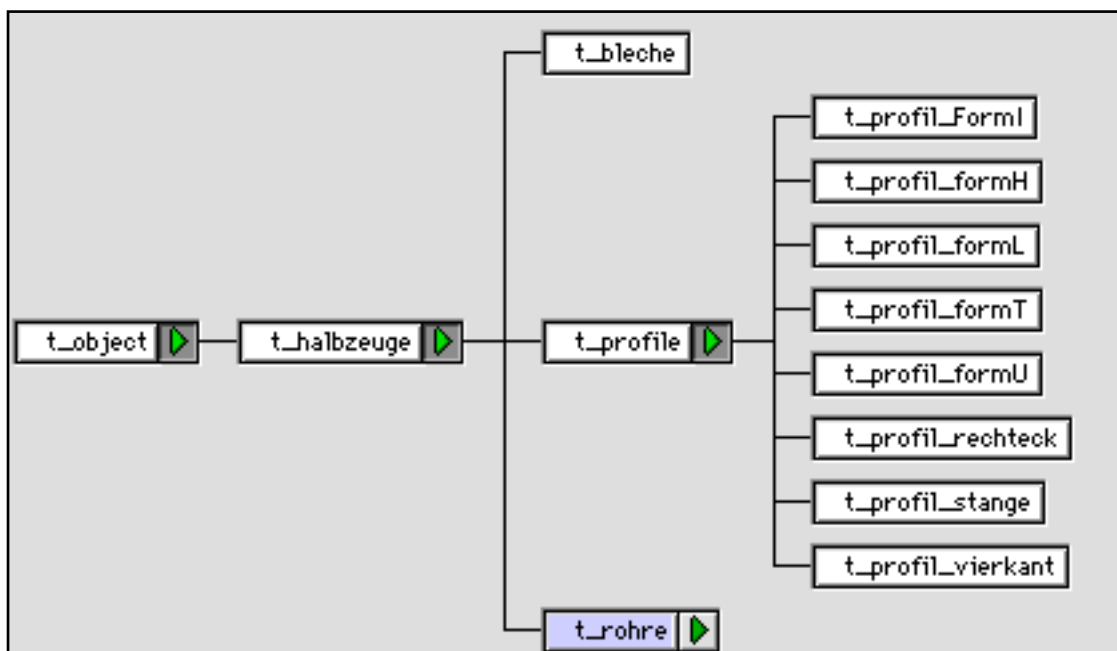 t_bleche
t_profil_FormI
t_profil_formH
t_profil_formL
t_profil_formT
t_object
t_halbzeuge
t_profile
t_profil_formU
t_profil_rechteck
t_profil_stange
t_profil_vierkant
t_rohre